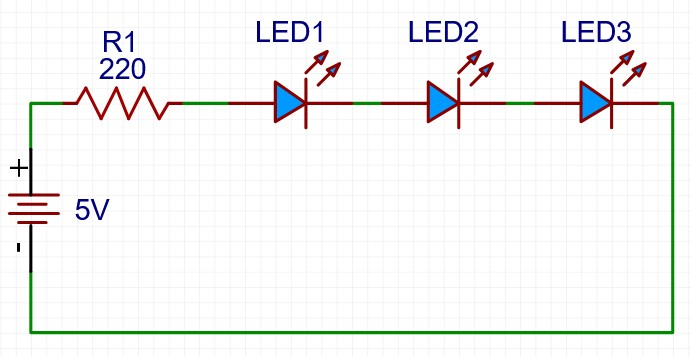 LED1 LED2 LED3
R1
220
+
5V
-